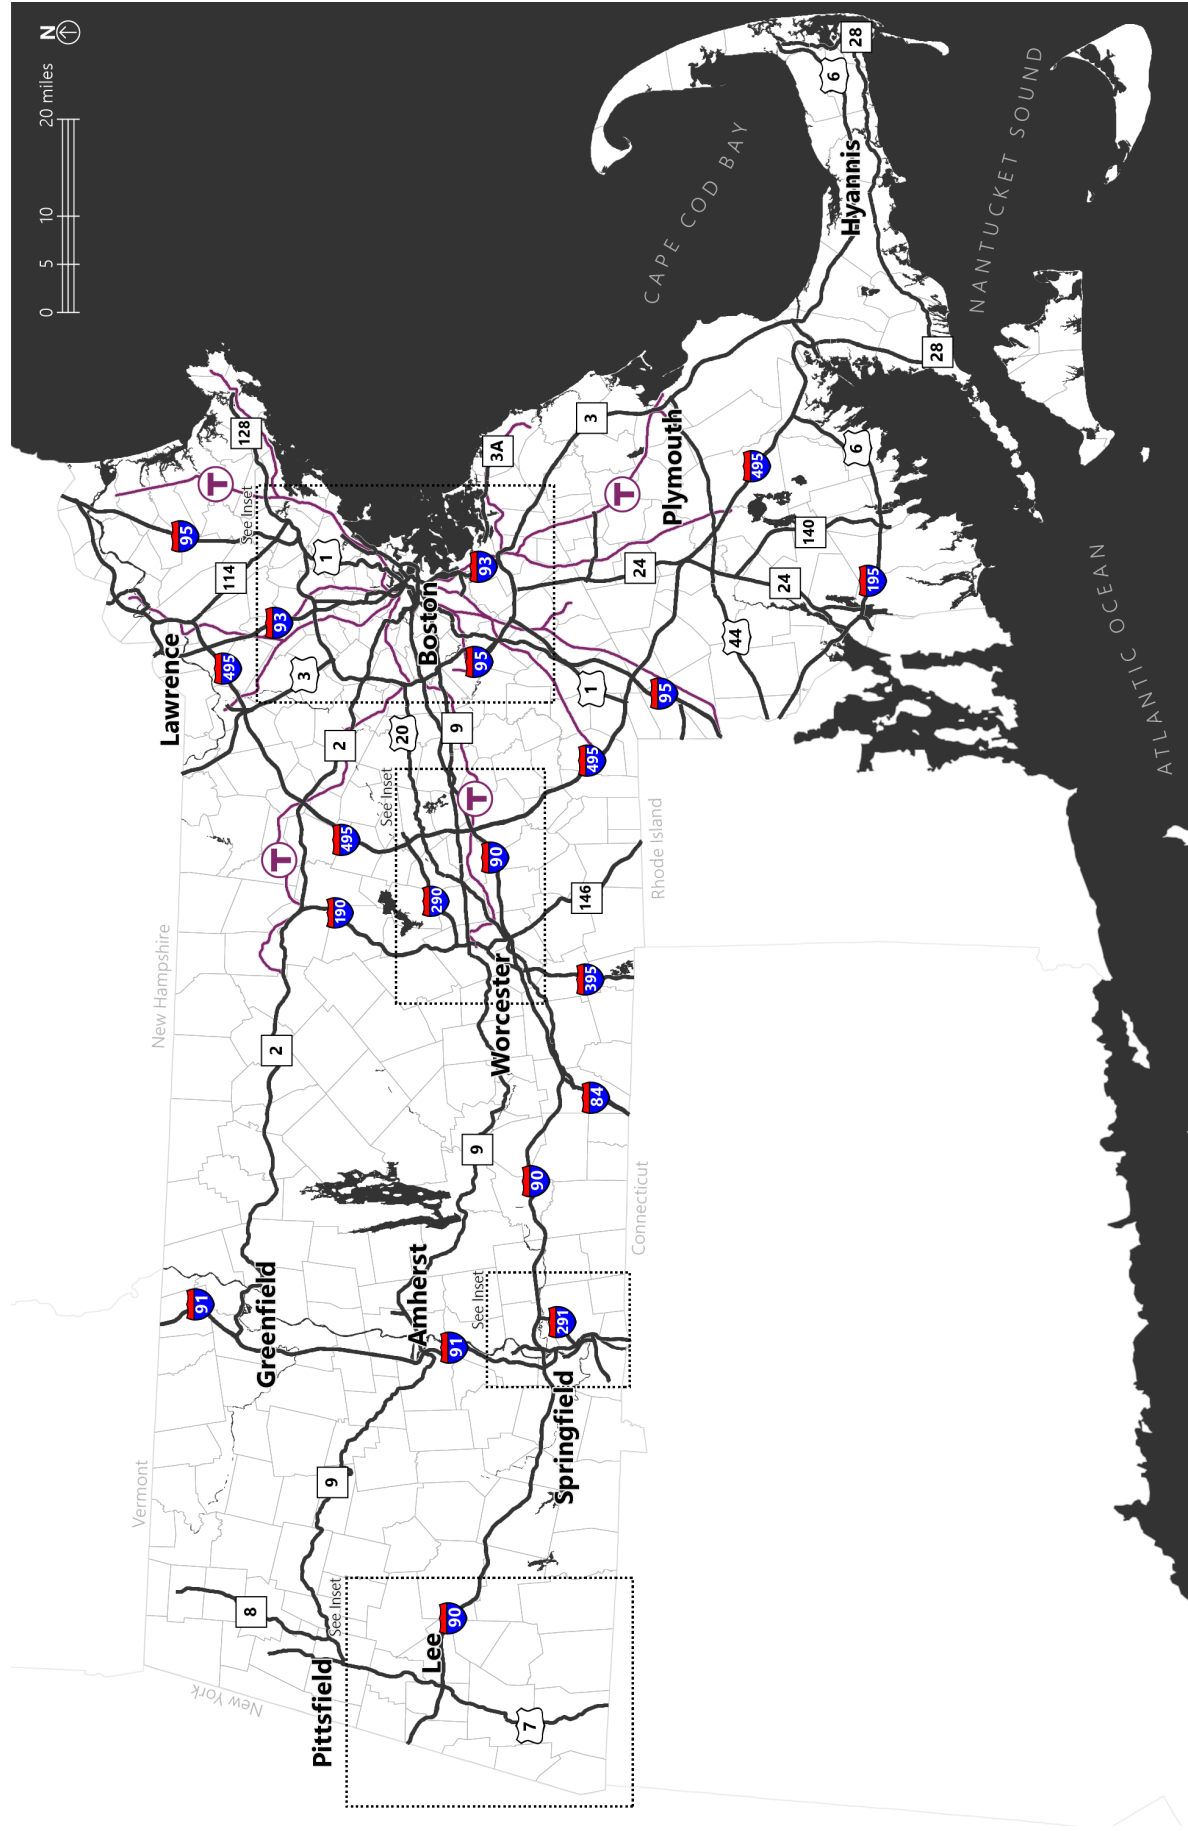 N
0 5 10 20 miles
Vermont
New Hampshire
New York
Lawrence
91
95
T
495
114
128
8
Greenfield
2
T
93
See Inset
3
1
Pittsfield
9
See Inset
190
2
495
See Inset
20
Amherst
Lee
290
Boston
90
91
9
9
See Inset
T
95
93
3A
Worcester
90
7
90
Springfield
291
84
395
146
495
1
3
T
Connecticut
Rhode Island
95
24
Plymouth
CAPE COD BAY
44
495
24
140
6
Hyannis
28
195
6
28
NANTUCKET SOUND
ATLANTIC OCEAN